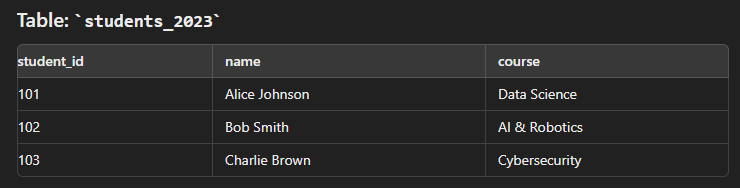 Table: `students_2023`
student_id name course
101 Alice Johnson Data Science
102 Bob Smith AI & Robotics
103 Charlie Brown Cybersecurity